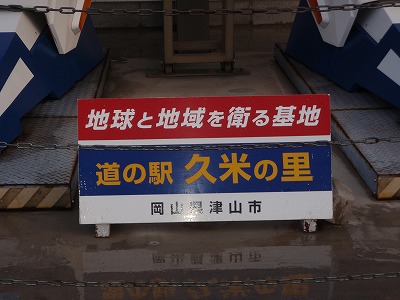 地球と地域を衛る基地
道の駅 久米の里
岡山県津山市